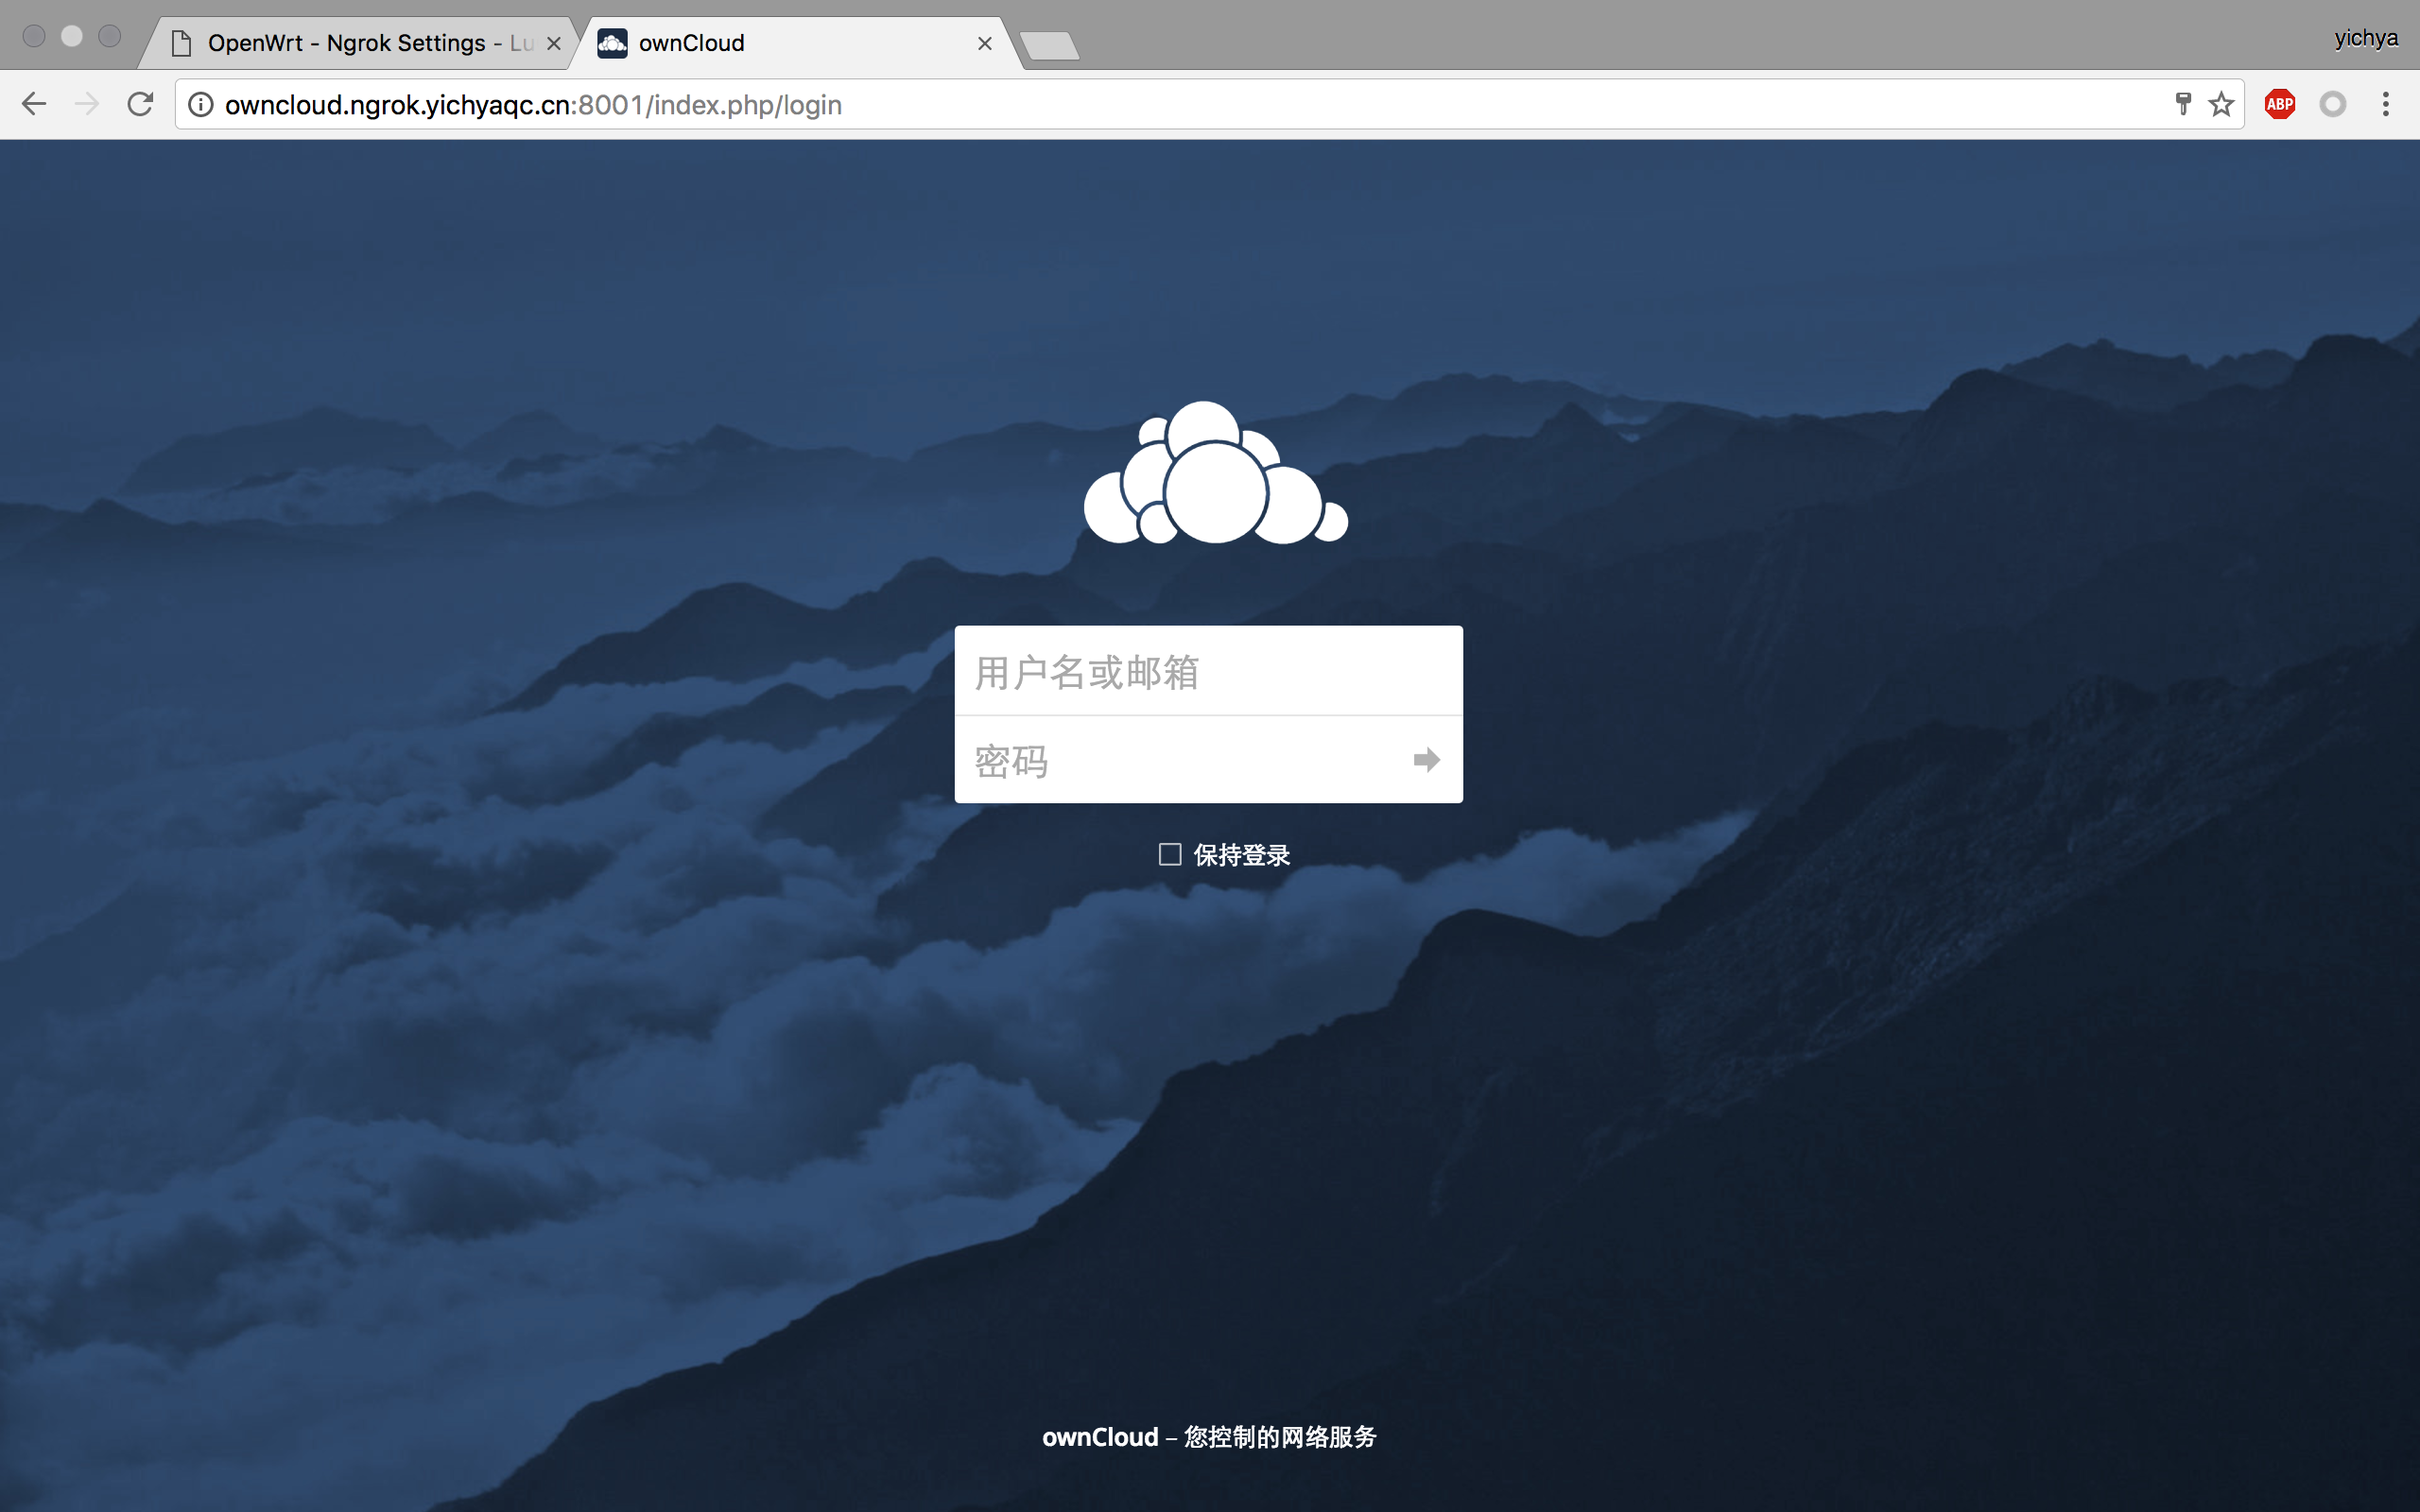 OpenWrt - Ngrok Settings - Lu
ownCloud
yichya
owncloud.ngrok.yichyaqc.cn:8001/index.php/login
ABP
用户名或邮箱
密码
保持登录
ownCloud – 您控制的网络服务